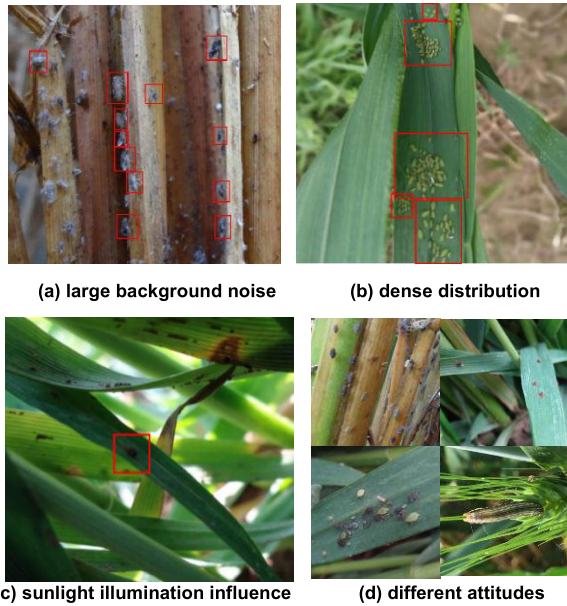 (a) large background noise
(b) dense distribution
c) sunlight illumination influence
(d) different attitudes